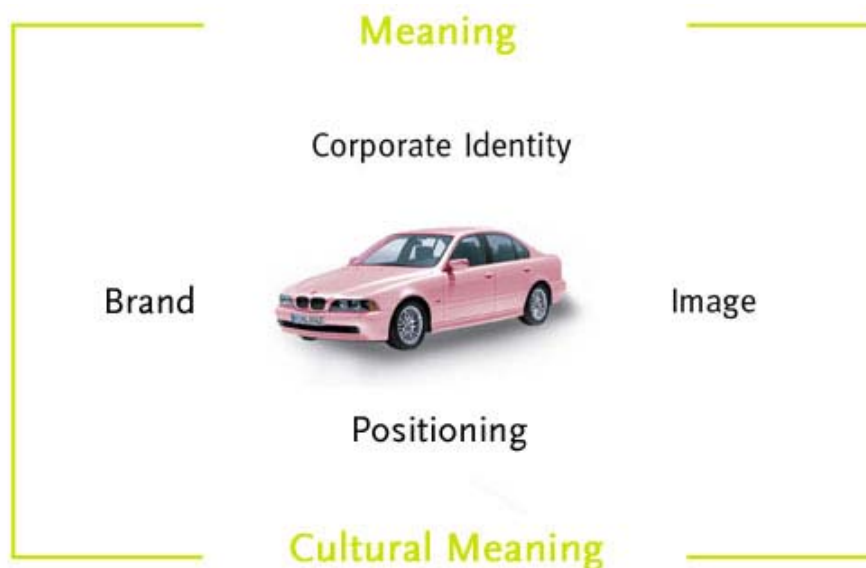 Meaning
Corporate Identity
Brand
Image
Positioning
Cultural Meaning